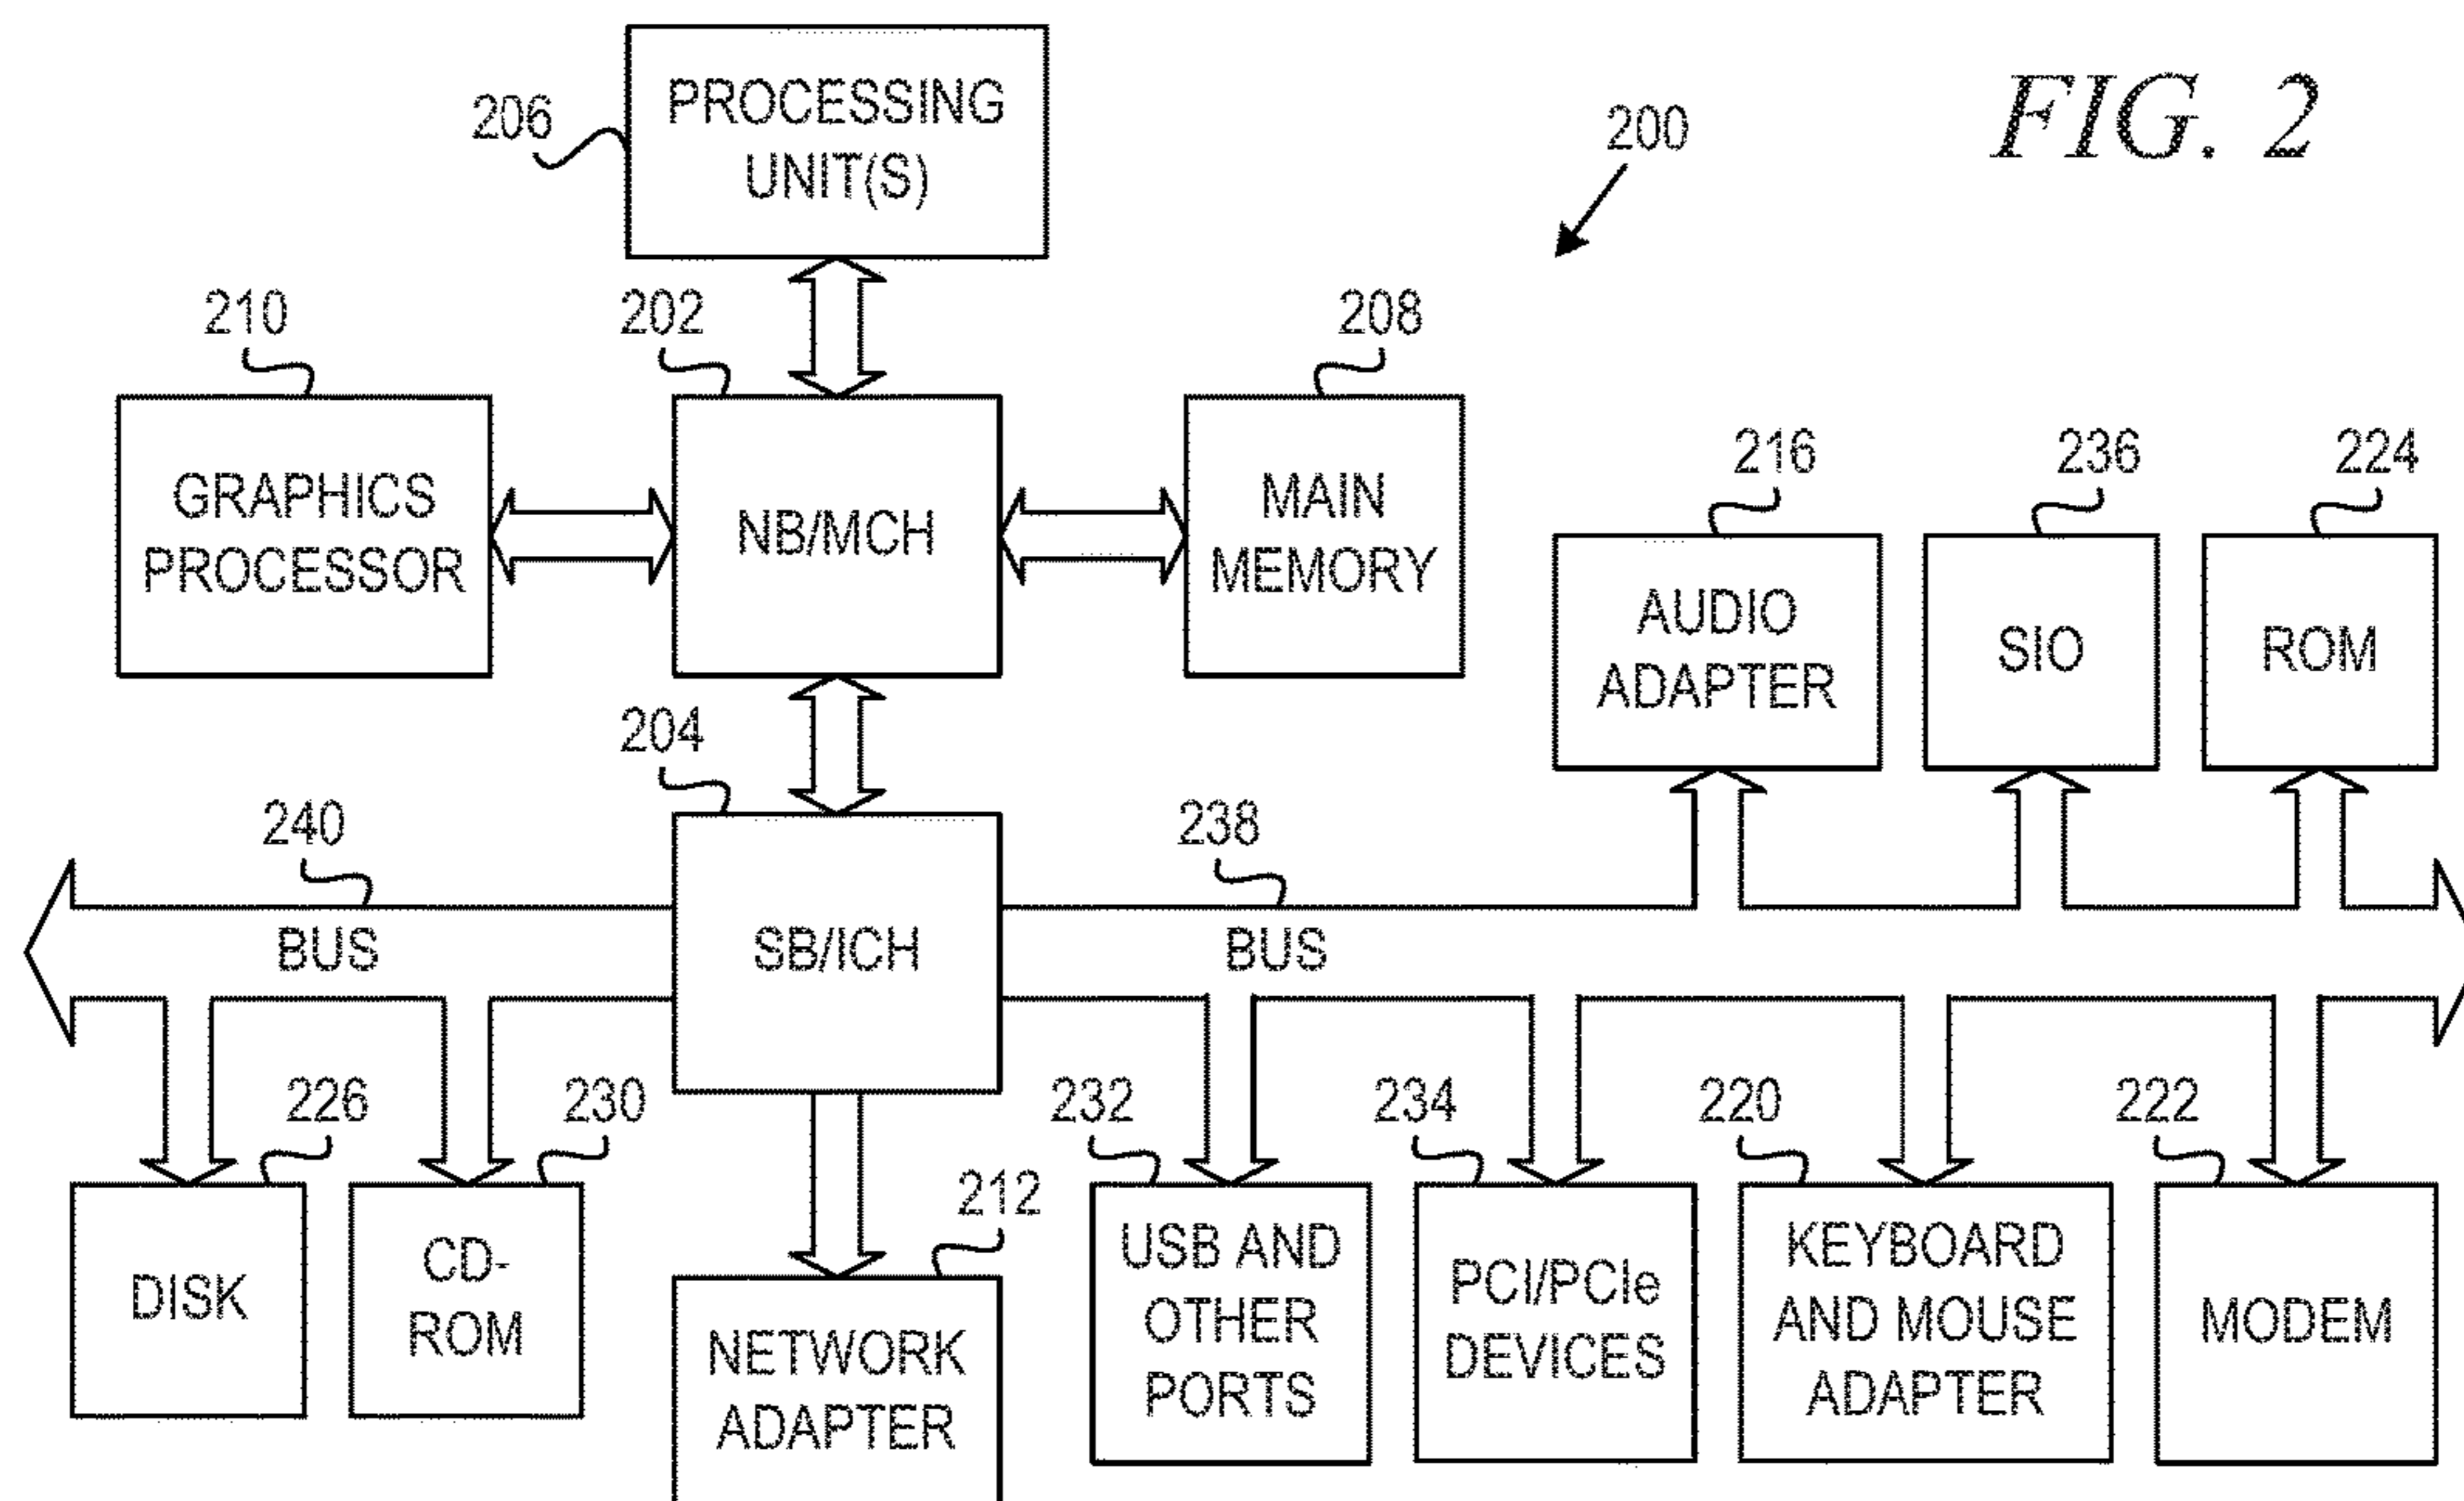 FIG. 2
200
206
PROCESSING
UNIT(S)
210
202
208
GRAPHICS
PROCESSOR
NB/MCH
MAIN
MEMORY
216
236
224
AUDIO
ADAPTER
SIO
ROM
204
240
238
BUS
SB/ICH
BUS
226
230
232
234
220
222
212
DISK
CD-
ROM
NETWORK
ADAPTER
USB AND
OTHER
PORTS
PCI/PCIe
DEVICES
KEYBOARD
AND MOUSE
ADAPTER
MODEM